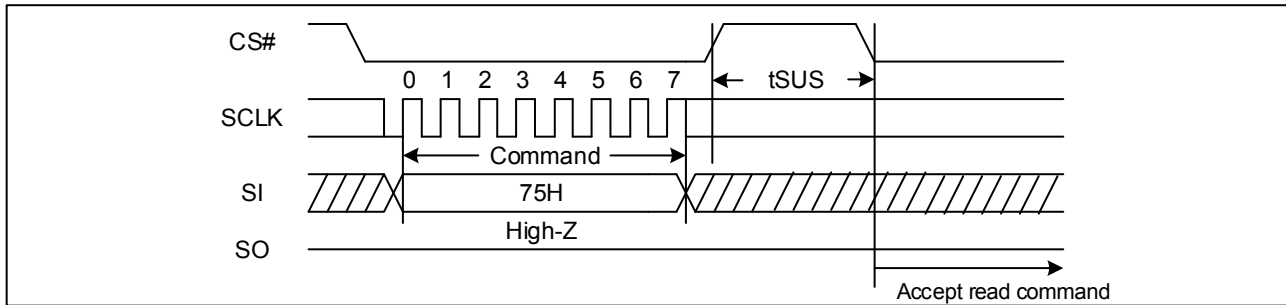 CS#
tSUS
0 1 2 3 4 5 6 7
SCLK
Command
SI
75H
High-Z
SO
Accept read command